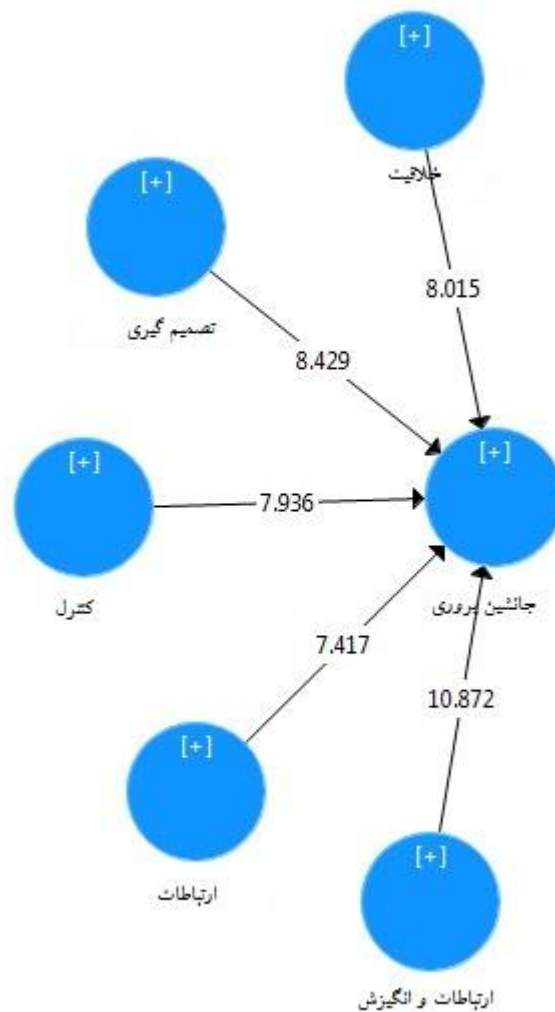 [+]
خلاقیت
[+]
تصمیم گیری
8.015
8.429
[+]
[+]
7.936
کنترل
جانشین پروری
7.417
10.872
[+]
ارتباطات
[+]
ارتباطات و انگیزش